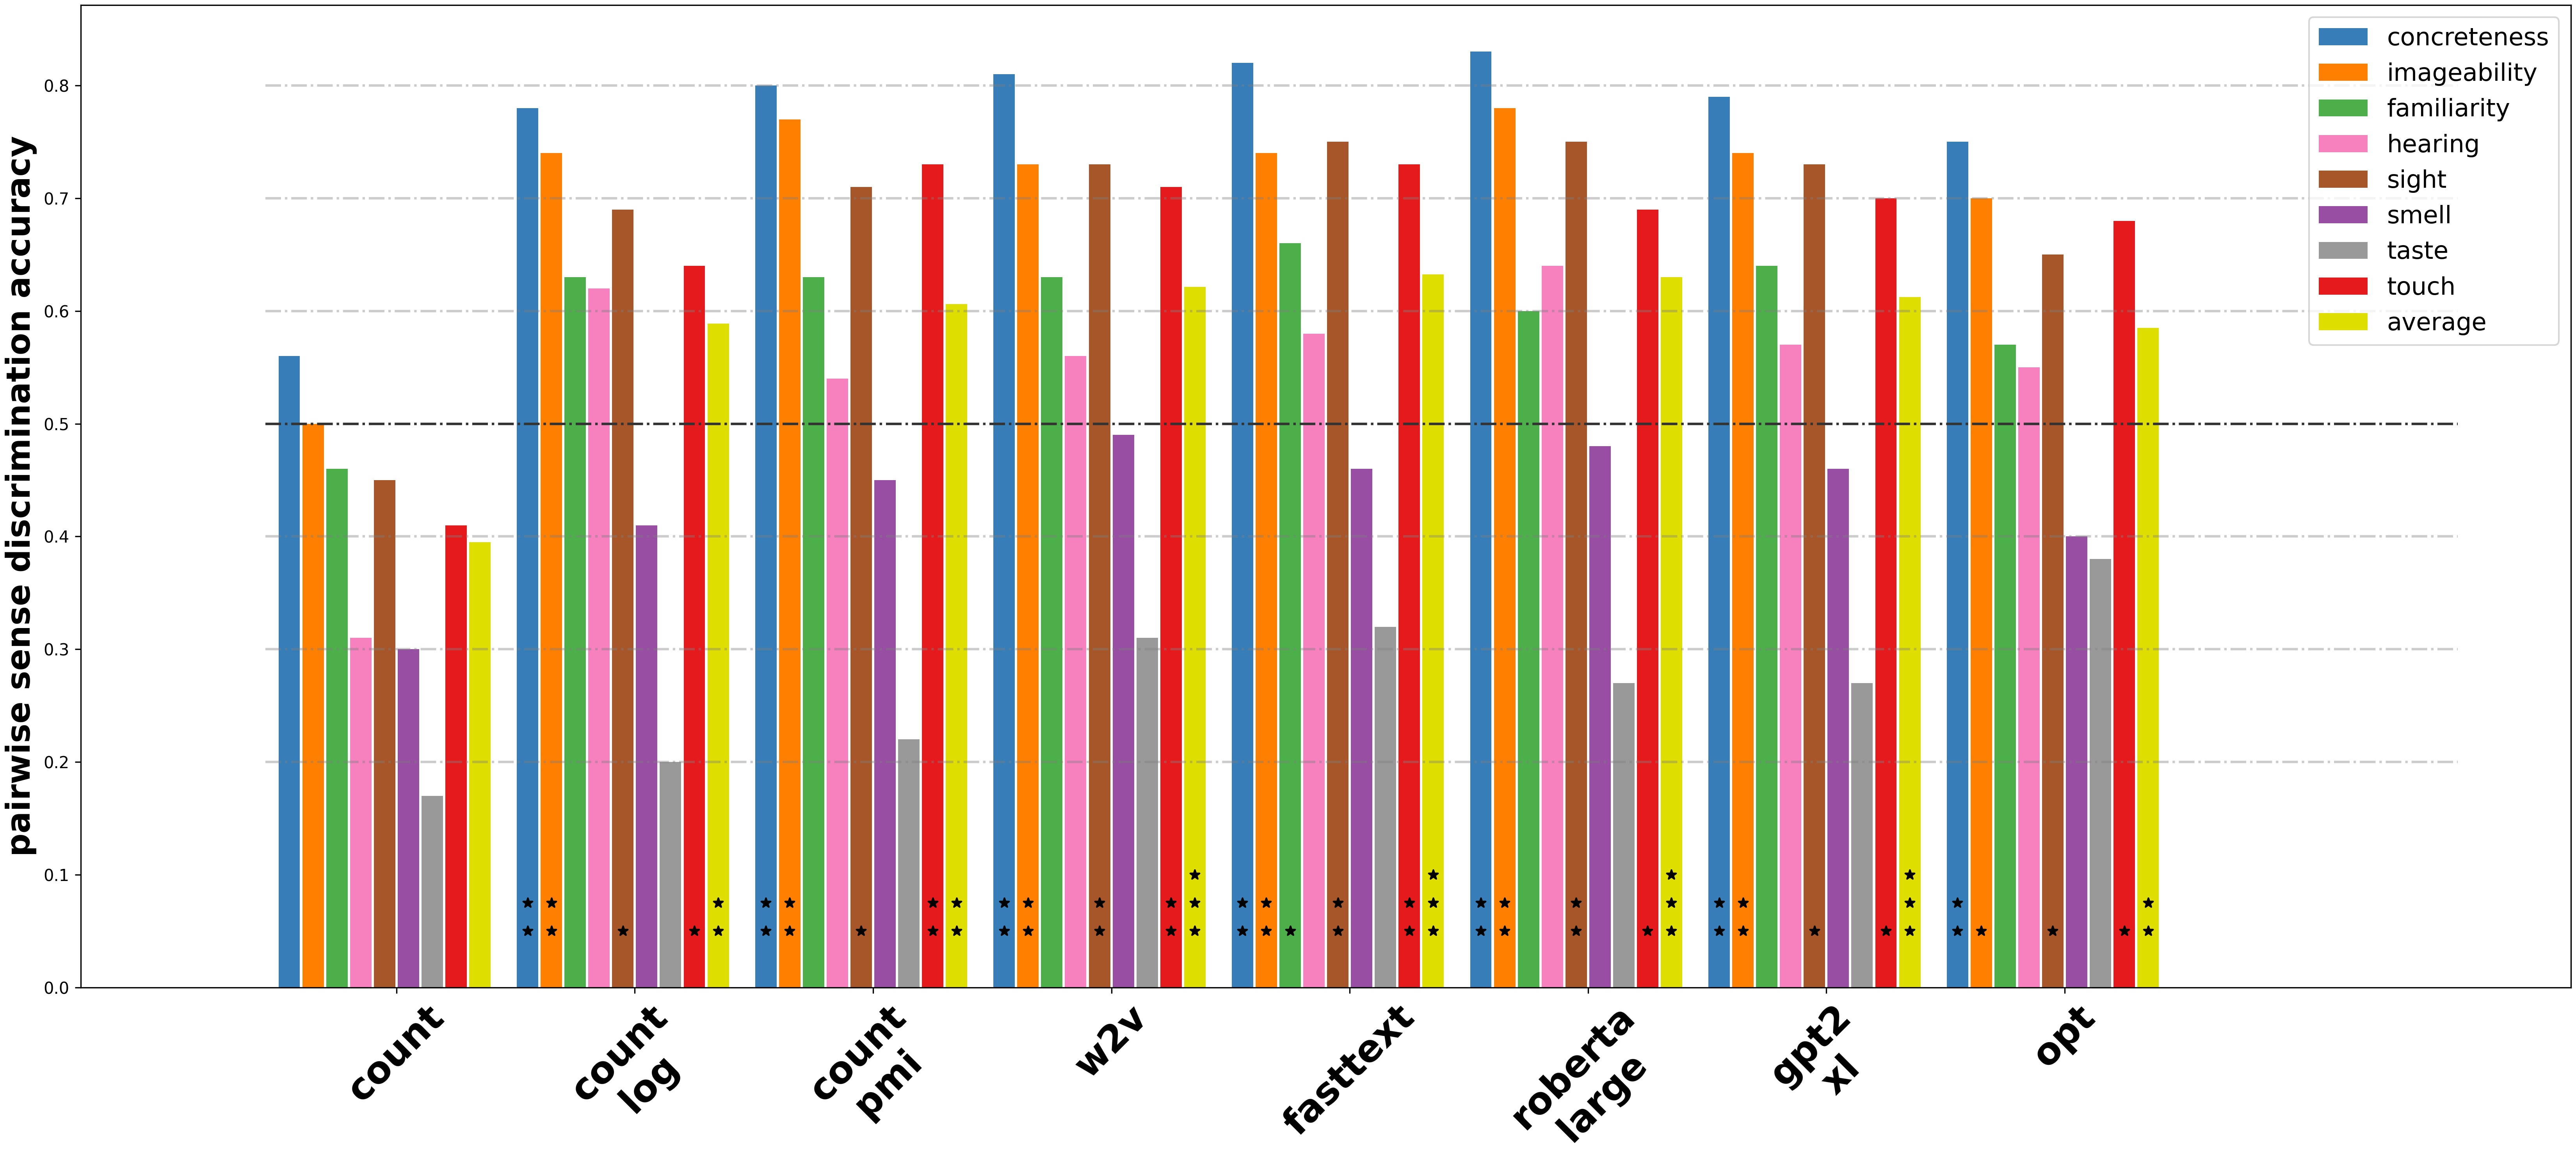 pairwise sense discrimination accuracy
0.8
0.7
0.6
0.5
0.4
0.3
0.2
0.1
0.0
concreteness
imageability
familiarity
hearing
sight
smell
taste
touch
average
count
count
log
count
pmi
w2v
fasttext
roberta
large
gpt2
xl
opt